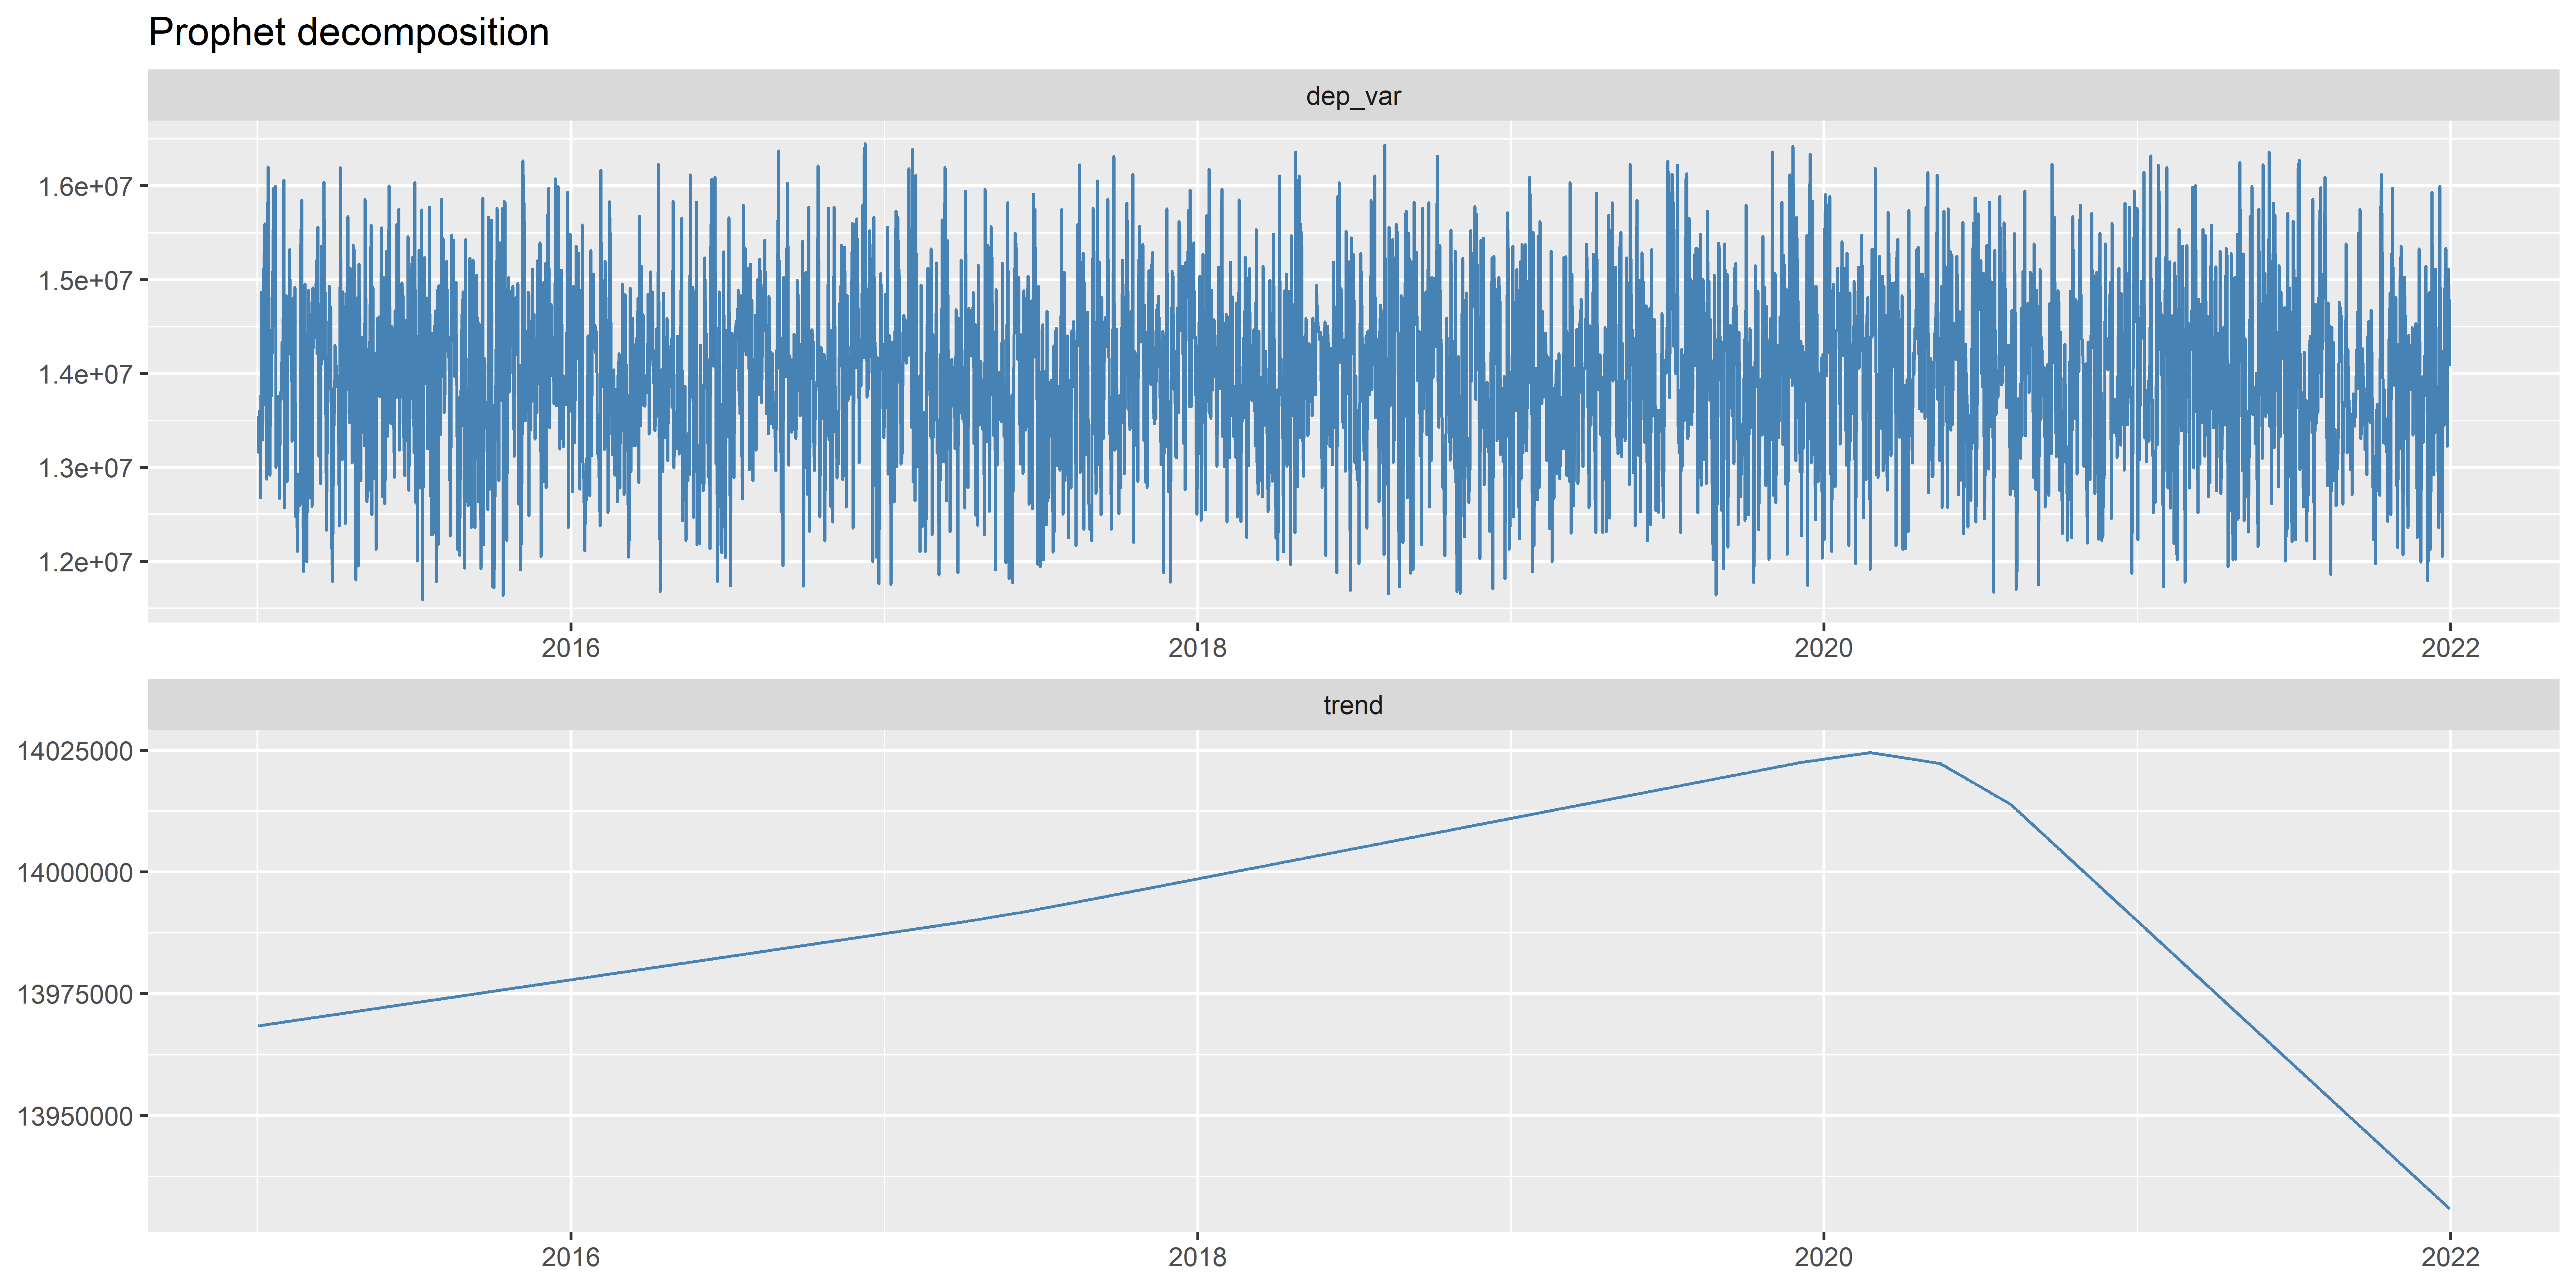 Prophet decomposition
dep_var
1.6e+07
1.5e+07
1.4e+07
1.3e+07
1.2e+07
2016 2018 2020 2022
trend
14025000
14000000
13975000
13950000
2016 2018 2020 2022